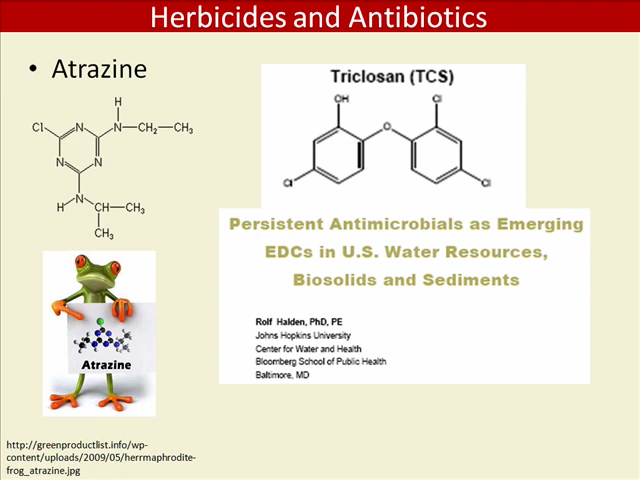 Herbicides and Antibiotics
• Atrazine
H
Cl N N—CH₂—CH₃
N N
H N CH—CH₃
CH₃
Atrazine
http://greenproductlist.info/wp-
content/uploads/2009/05/herrmaphrodite-
frog_atrazine.jpg
Triclosan (TCS)
OH Cl
O
Cl Cl
Persistent Antimicrobials as Emerging
EDCs in U.S. Water Resources,
Biosolids and Sediments
Rolf Halden, PhD, PE
Johns Hopkins University
Center for Water and Health
Bloomberg School of Public Health
Baltimore, MD